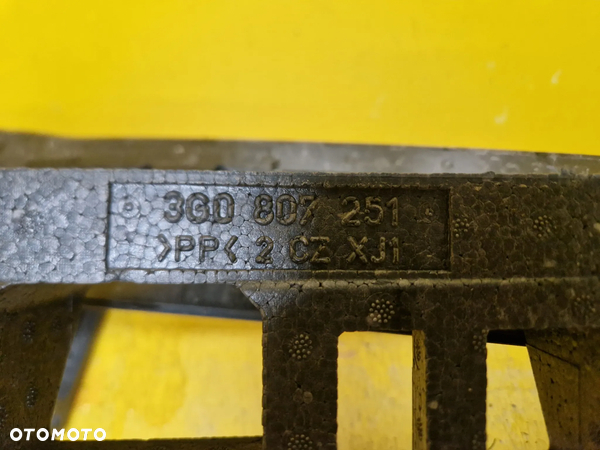 3G0 807 251
>PP< 2 CZ XJ1
OTOMOTO